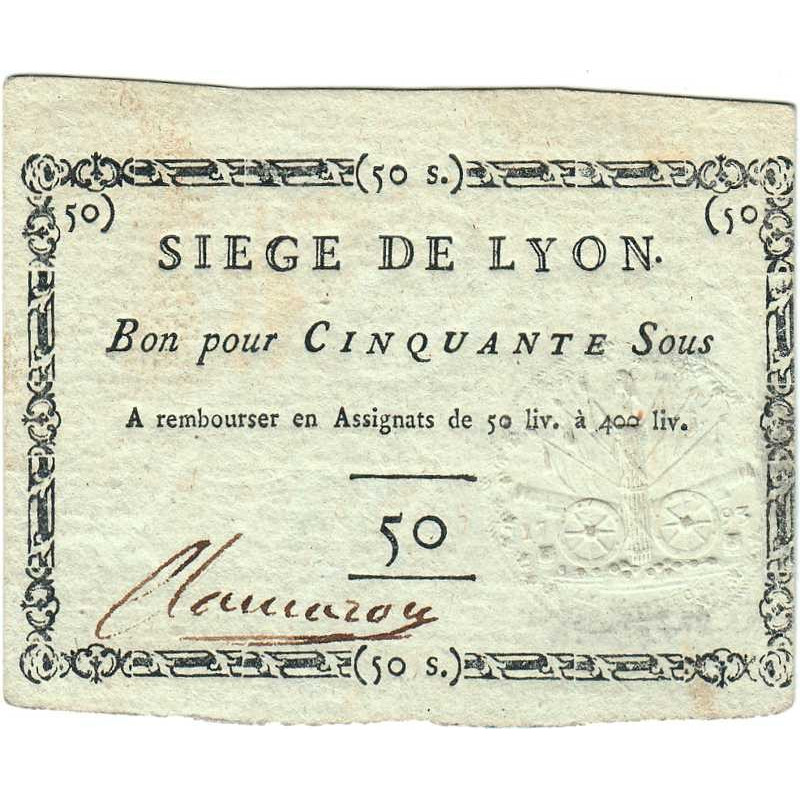 (50 s.)
50) (50
SIEGE DE LYON.
Bon pour CINQUANTE Sous
A rembourser en Assignats de 50 liv. à 400 liv.
50
(50 s.)